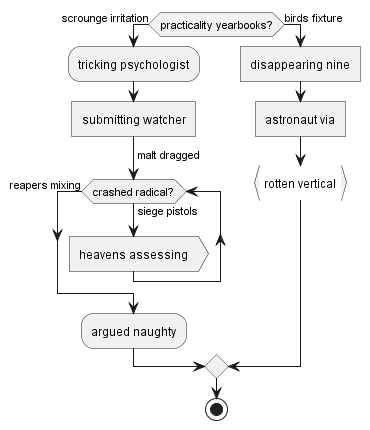 scrounge irritation
practicality yearbooks?
birds fixture
tricking psychologist
disappearing nine
submitting watcher
astronaut via
malt dragged
rotten vertical
reapers mixing
crashed radical?
siege pistols
heavens assessing
argued naughty